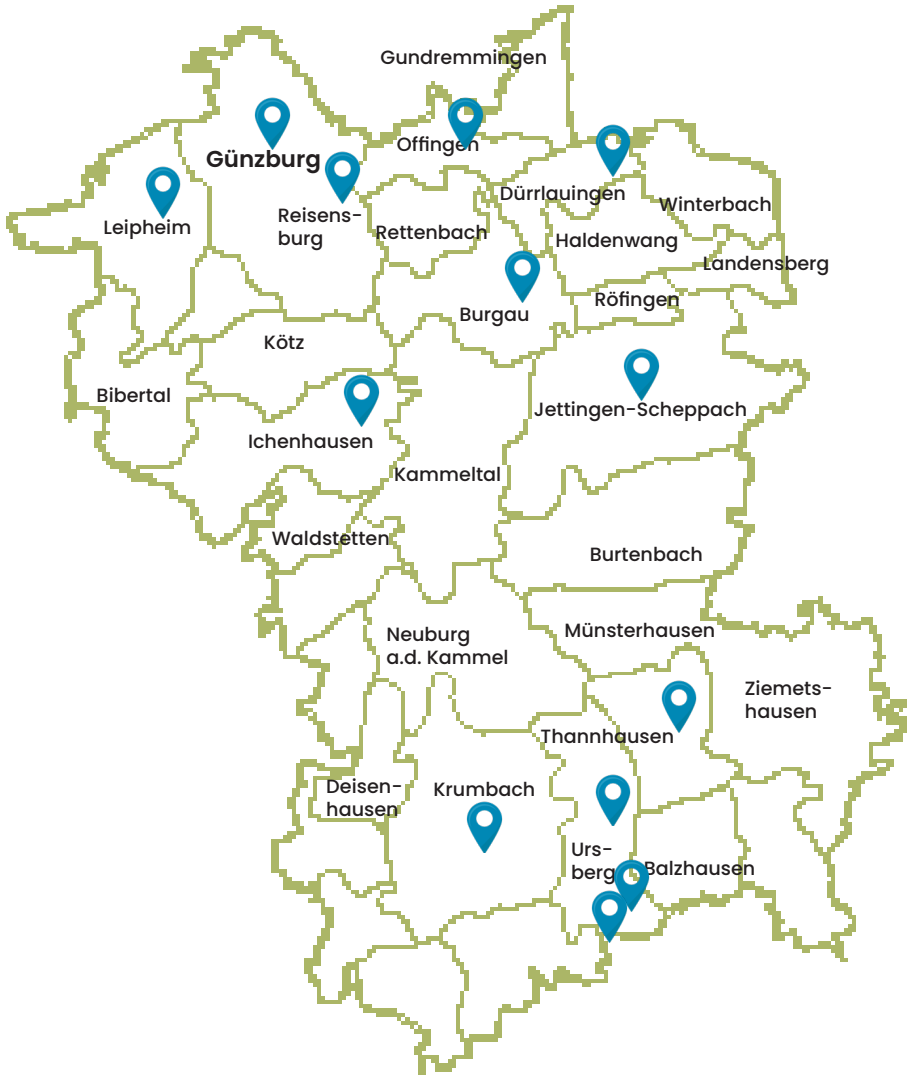 Gundremmingen
Offingen
Günzburg
Dürrlauingen
Winterbach
Leipheim
Reisens-
burg
Rettenbach
Haldenwang
Landensberg
Röfingen
Burgau
Kötz
Bibertal
Jettingen-Scheppach
Ichenhausen
Kammeltal
Waldstetten
Burtenbach
Münsterhausen
Neuburg
a.d. Kammel
Ziemets-
hausen
Thannhausen
Deisen-
hausen
Krumbach
Urs-
berg
Balzhausen